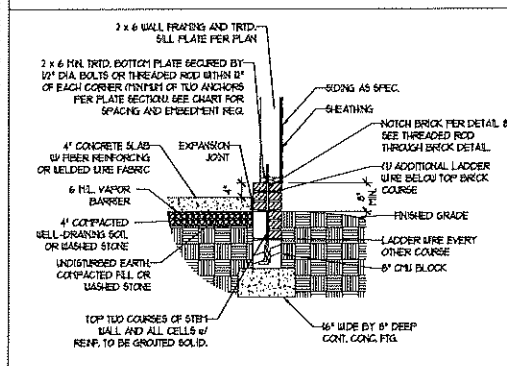 2 x 6 WALL FRAMING AND TRTD.
SILL PLATE PER PLAN
2 x 6 MIN. TRTD. BOTTOM PLATE SECURED BY
1/2" DIA. BOLTS OR THREADED ROD WITHIN 12"
OF EACH CORNER (MINIMUM OF TWO ANCHORS
PER PLATE SECTION). SEE CHART FOR
SPACING AND EMBEDMENT REQ.
4" CONCRETE SLAB
W/ FIBER REINFORCING
OR WELDED WIRE FABRIC
EXPANSION
JOINT
6 MIL. VAPOR
BARRIER
4" COMPACTED
WELL-DRAINING SOIL
OR WASHED STONE
UNDISTURBED EARTH,
COMPACTED FILL OR
WASHED STONE
TOP TWO COURSES OF STEM
WALL AND ALL CELLS w/
REINF. TO BE GROUTED SOLID.
4"
SIDING AS SPEC.
SHEATHING
NOTCH BRICK PER DETAIL &
SEE THREADED ROD
THROUGH BRICK DETAIL.
ADDITIONAL LADDER
WIRE BELOW TOP BRICK
COURSE
8"
MIN.
FINISHED GRADE
LADDER WIRE EVERY
OTHER COURSE
8" CMU BLOCK
16" WIDE BY 8" DEEP
CONT. CONC. FTG.